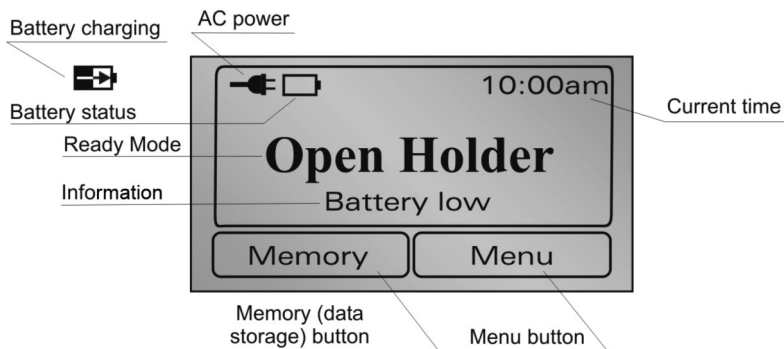 Battery charging
AC power
Battery status
10:00am
Current time
Ready Mode
Open Holder
Information
Battery low
Memory
Menu
Memory (data
storage) button
Menu button